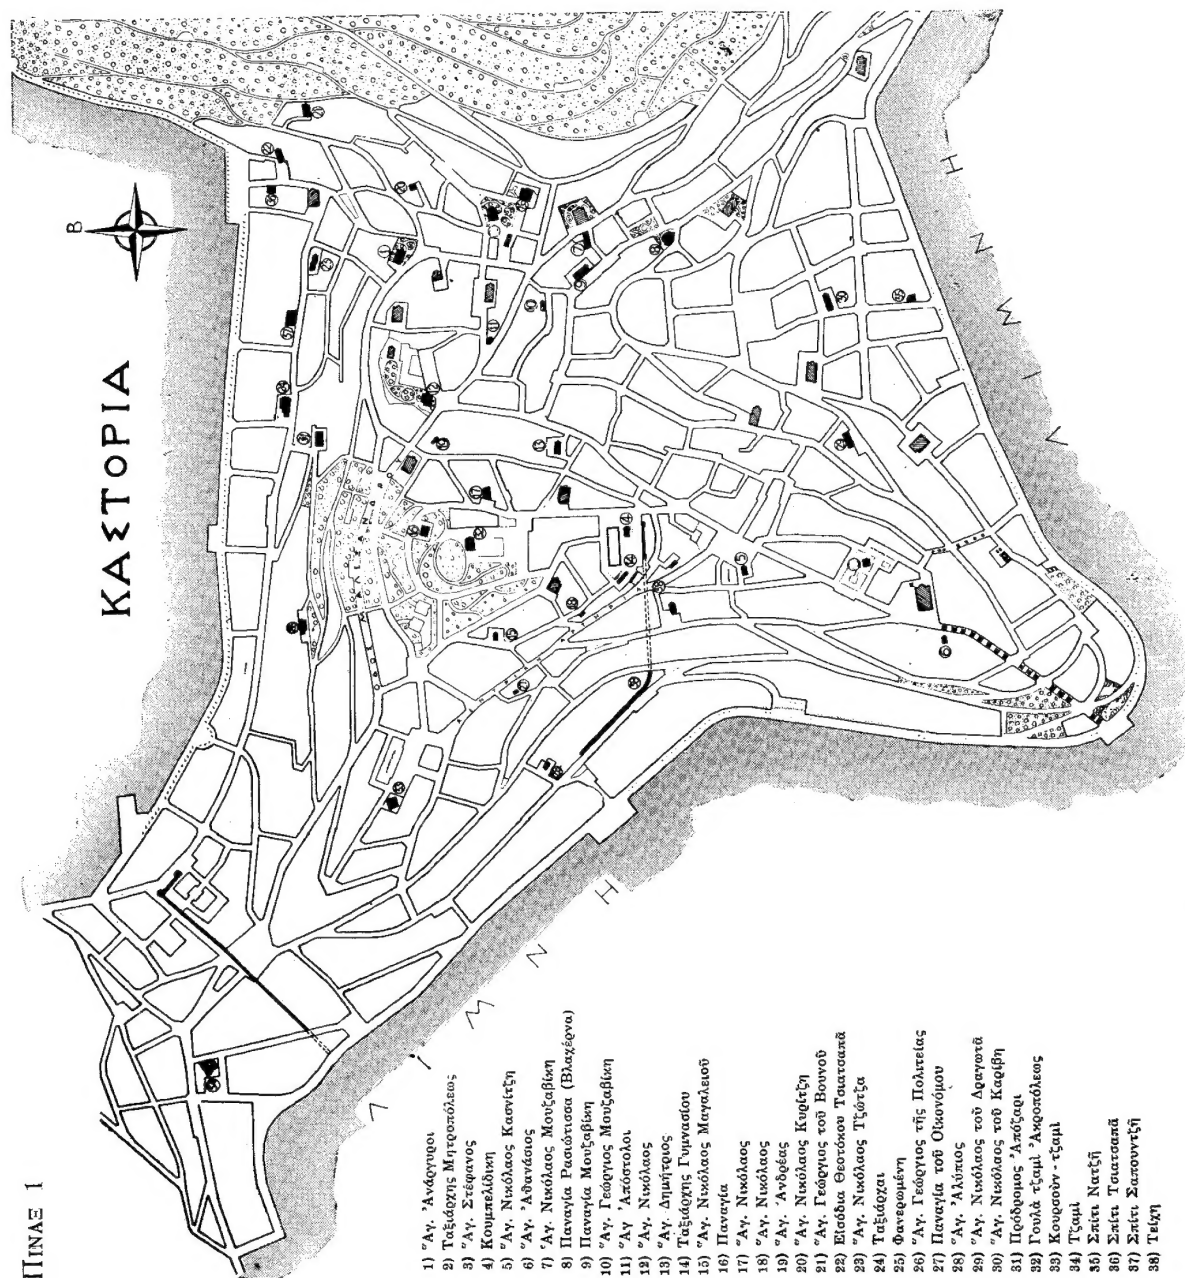 ΠΙΝΑΞ 1
ΚΑΣΤΟΡΙΑ
Β
ΛΙΜΝΗ
ΛΙΜΝΗ
1) Ἅγ. Ἀνάργυροι
2) Ταξιάρχης Μητροπόλεως
3) Ἅγ. Στέφανος
4) Κουμπελίδικη
5) Ἅγ. Νικόλαος Κασνίτζη
6) Ἅγ. Ἀθανάσιος
7) Ἅγ. Νικόλαος Μουζαβίκη
8) Παναγία Ρασιώτισσα (Βλαχέρνα)
9) Παναγία Μουζαβίκη
10) Ἅγ. Γεώργιος Μουζαβίκη
11) Ἅγ Ἀπόστολοι
12) Ἅγ. Νικόλαος
13) Ἅγ. Δημήτριος
14) Ταξιάρχης Γυμνασίου
15) Ἅγ. Νικόλαος Μαγαλειοῦ
16) Παναγία
17) Ἅγ. Νικόλαος
18) Ἅγ. Νικόλαος
19) Ἅγ. Ἀνδρέας
20) Ἅγ. Νικόλαος Κυρίτζη
21) Ἅγ. Γεώργιος τοῦ Βουνοῦ
22) Εἰσόδια Θεοτόκου Τσιατσαπᾶ
23) Ἅγ. Νικόλαος Τζώτζα
24) Ταξιάρχαι
25) Φανερωμένη
26) Ἅγ. Γεώργιος τῆς Πολιτείας
27) Παναγία τοῦ Οἰκονόμου
28) Ἅγ. Ἀλύπιος
29) Ἅγ. Νικόλαος τοῦ Δραγωτᾶ
30) Ἅγ. Νικόλαος τοῦ Καρίβη
31) Πρόδρομος Ἀπόζαρι
32) Γουλᾶ τζαμὶ Ἀκροπόλεως
33) Κουρσοὺν-τζαμὶ
34) Τζαμὶ
35) Σπίτι Νατζῆ
36) Σπίτι Τσιατσαπᾶ
37) Σπίτι Σαπουντζῆ
38) Τείχη